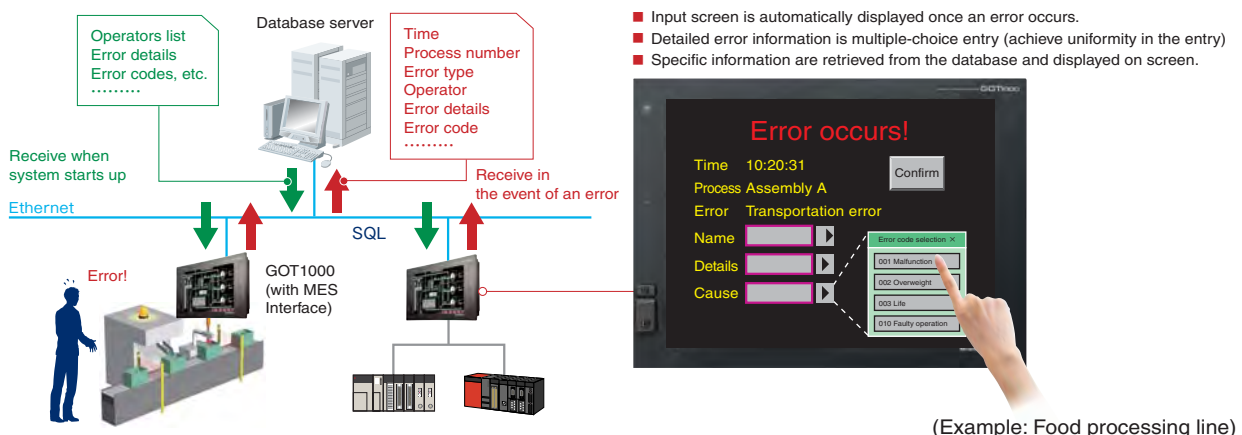 Database server
Operators list
Error details
Error codes, etc.
.........
Time
Process number
Error type
Operator
Error details
Error code
.........
Receive when
system starts up
Receive in
the event of an error
Ethernet
SQL
Error!
GOT1000
(with MES
Interface)
■ Input screen is automatically displayed once an error occurs.
■ Detailed error information is multiple-choice entry (achieve uniformity in the entry)
■ Specific information are retrieved from the database and displayed on screen.
GOT1000
Error occurs!
Time 10:20:31
Confirm
Process Assembly A
Error Transportation error
Name
Details
Cause
Error code selection ×
001 Malfunction
002 Overweight
003 Life
010 Faulty operation
(Example: Food processing line)